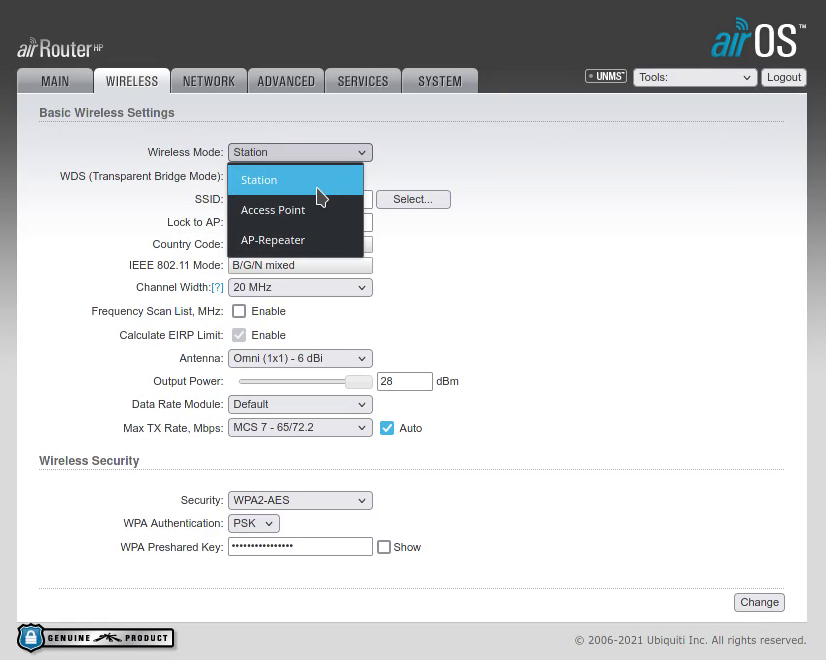 airRouter HP
airOS™
MAIN WIRELESS NETWORK ADVANCED SERVICES SYSTEM UNMS™ Tools: Logout
Basic Wireless Settings
Wireless Mode: Station
Station
Access Point
AP-Repeater
WDS (Transparent Bridge Mode):
SSID: Select...
Lock to AP:
Country Code:
IEEE 802.11 Mode: B/G/N mixed
Channel Width:[?] 20 MHz
Frequency Scan List, MHz: Enable
Calculate EIRP Limit: Enable
Antenna: Omni (1x1) - 6 dBi
Output Power: 28 dBm
Data Rate Module: Default
Max TX Rate, Mbps: MCS 7 - 65/72.2 Auto
Wireless Security
Security: WPA2-AES
WPA Authentication: PSK
WPA Preshared Key: •••••••••••••••• Show
Change
GENUINE PRODUCT
© 2006-2021 Ubiquiti Inc. All rights reserved.